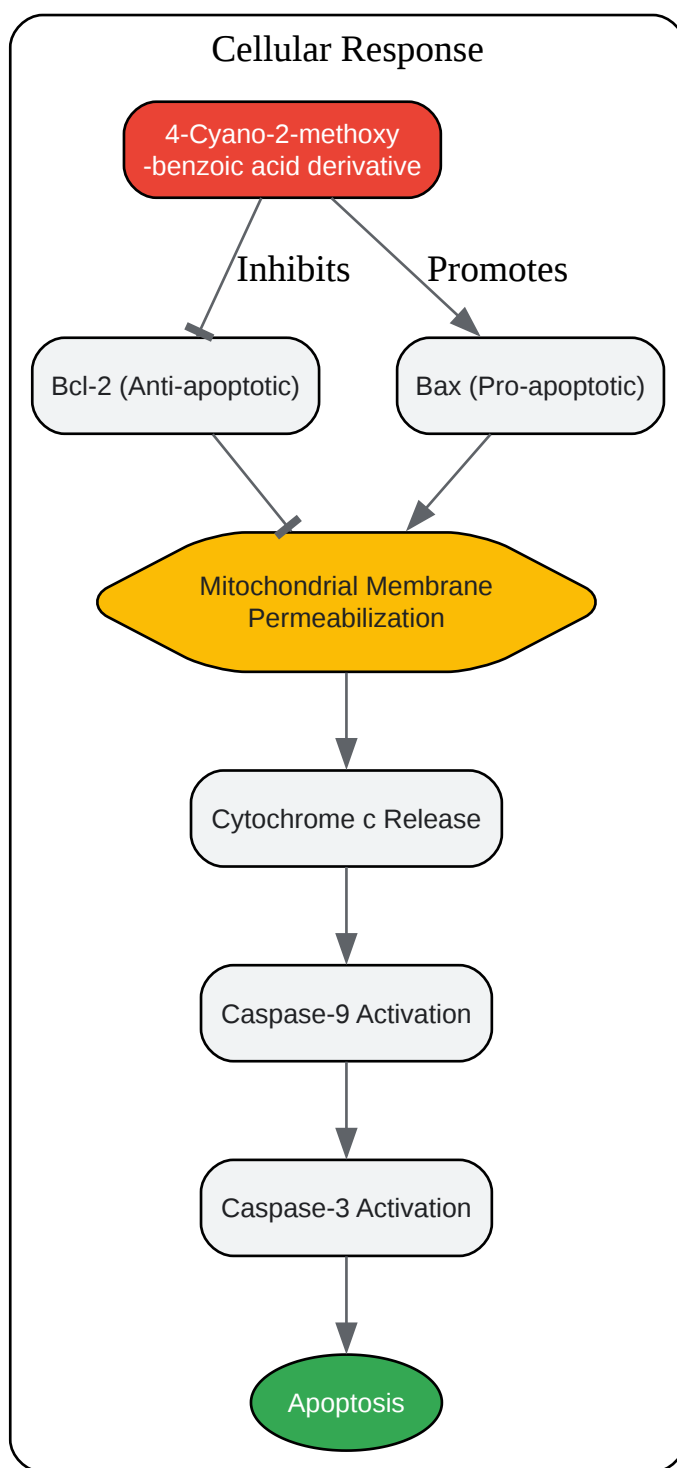 Cellular Response
4-Cyano-2-methoxy
-benzoic acid derivative
Inhibits
Promotes
Bcl-2 (Anti-apoptotic)
Bax (Pro-apoptotic)
Mitochondrial Membrane
Permeabilization
Cytochrome c Release
Caspase-9 Activation
Caspase-3 Activation
Apoptosis